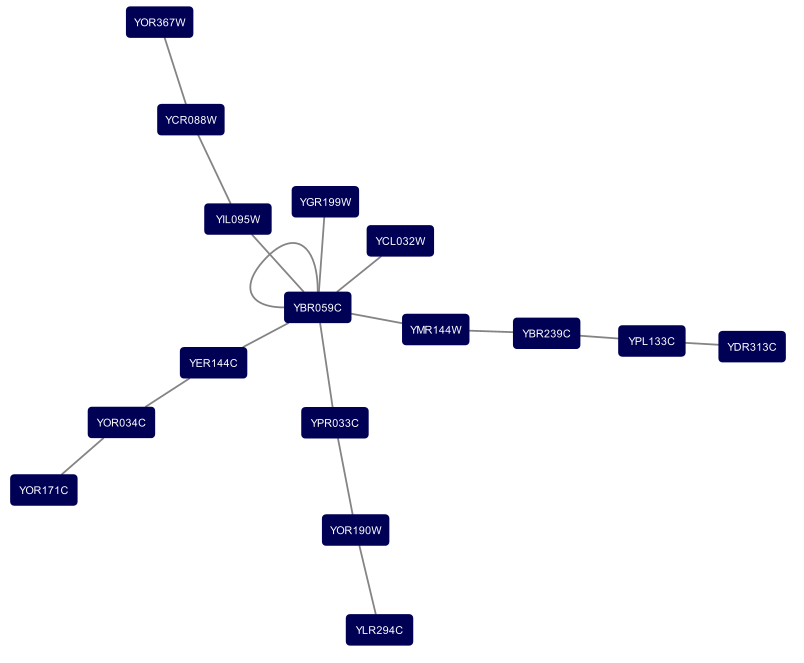 YOR367W
YCR088W
YGR199W
YIL095W
YCL032W
YBR059C
YMR144W
YBR239C
YPL133C
YDR313C
YER144C
YOR034C
YPR033C
YOR171C
YOR190W
YLR294C